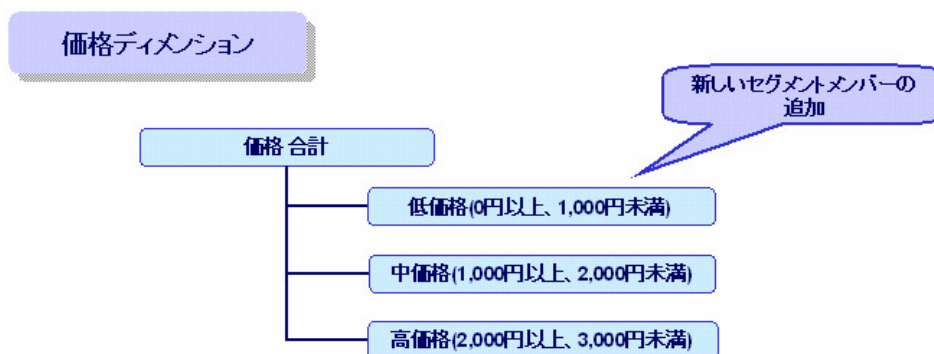 価格ディメンション
新しいセグメントメンバーの
追加
価格 合計
低価格(0円以上、1,000円未満)
中価格(1,000円以上、2,000円未満)
高価格(2,000円以上、3,000円未満)